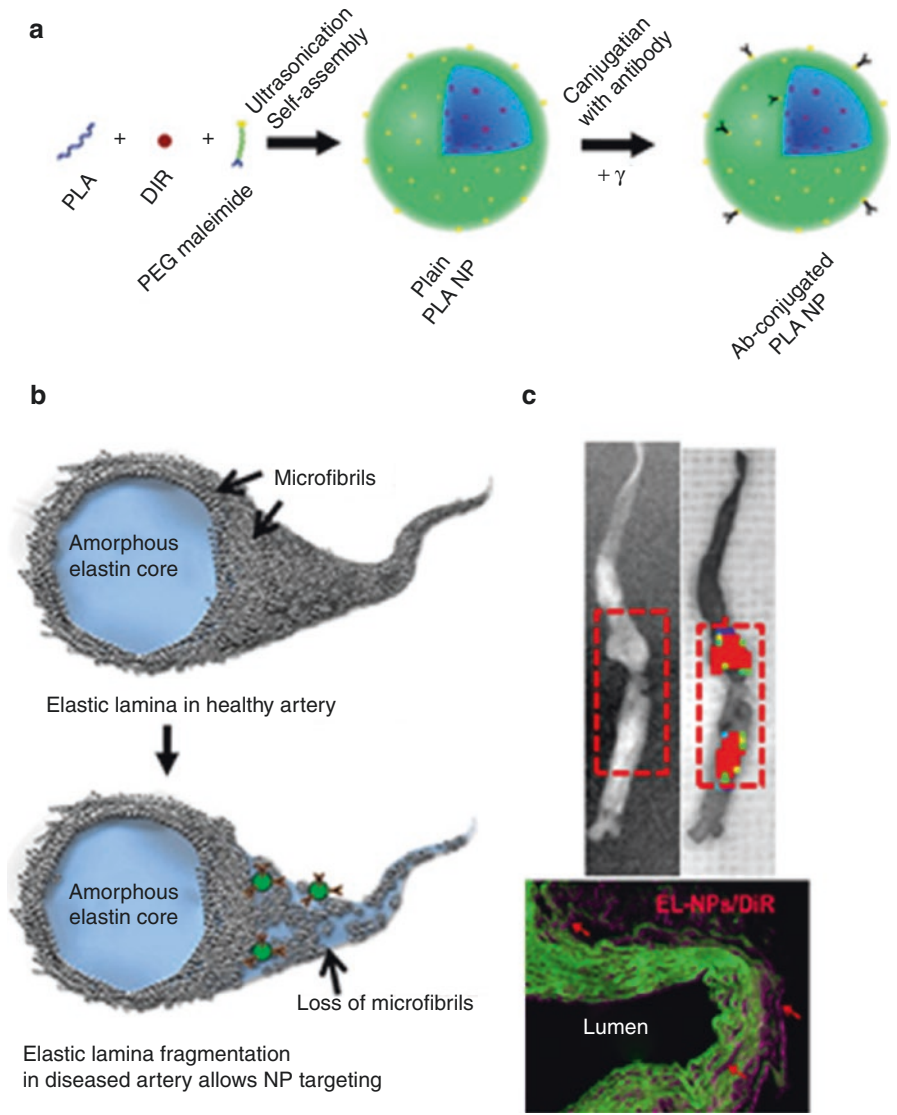 a
PLA
+
DIR
+
PEG maleimide
Ultrasonication
Self-assembly
Plain
PLA NP
Canjugatian
with antibody
+ γ
Ab-conjugated
PLA NP
b
Microfibrils
Amorphous
elastin core
Elastic lamina in healthy artery
Amorphous
elastin core
Loss of microfibrils
Elastic lamina fragmentation
in diseased artery allows NP targeting
c
EL-NPs/DiR
Lumen